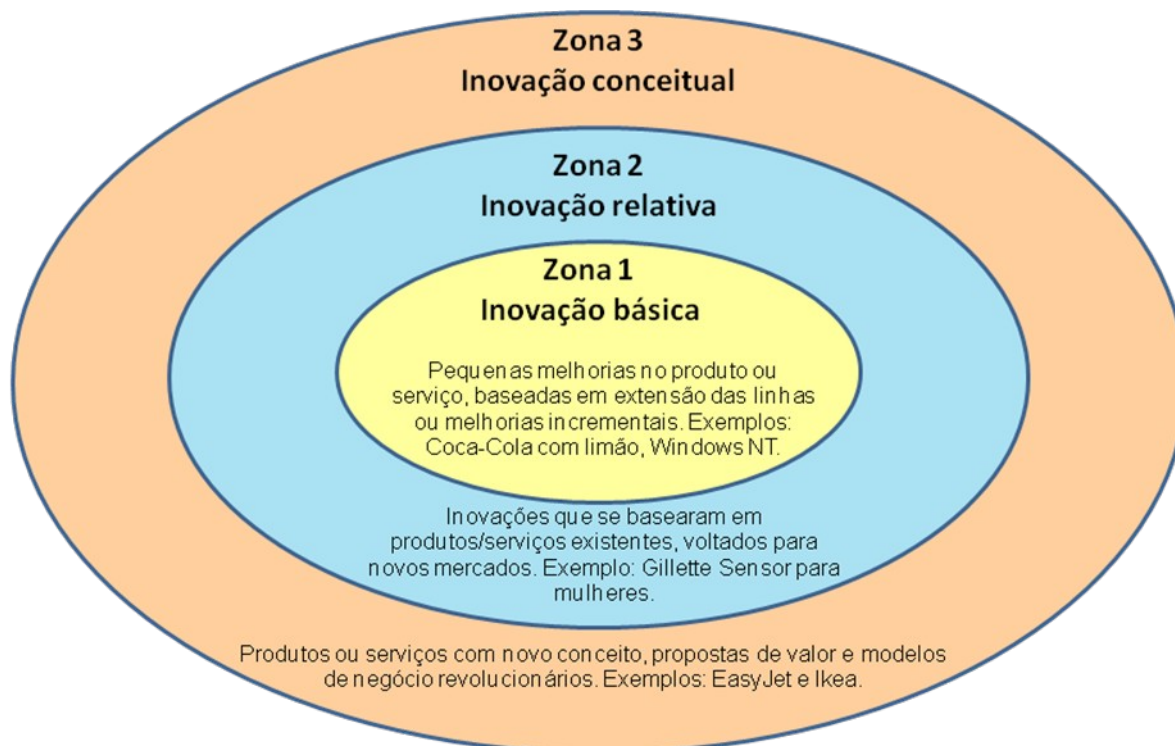 Zona 3
Inovação conceitual
Zona 2
Inovação relativa
Zona 1
Inovação básica
Pequenas melhorias no produto ou
serviço, baseadas em extensão das linhas
ou melhorias incrementais. Exemplos:
Coca-Cola com limão, Windows NT.
Inovações que se basearam em
produtos/serviços existentes, voltados para
novos mercados. Exemplo: Gillette Sensor para
mulheres.
Produtos ou serviços com novo conceito, propostas de valor e modelos
de negócio revolucionários. Exemplos: EasyJet e Ikea.